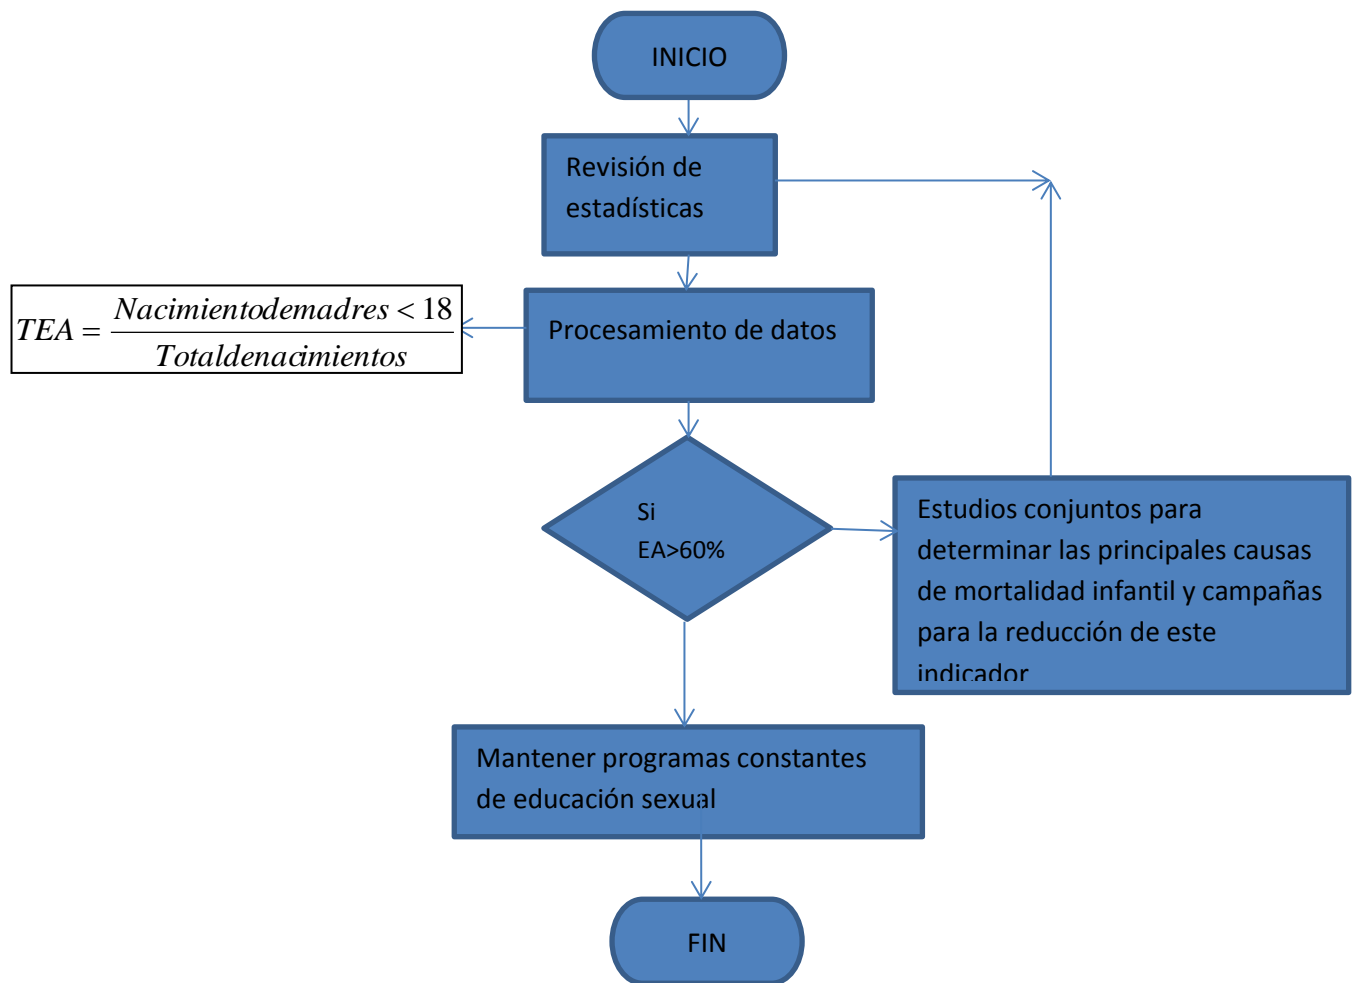 INICIO
Revisión de
estadísticas
TEA = Nacimientodemadres < 18
Totaldenacimientos
Procesamiento de datos
Si
EA>60%
Estudios conjuntos para
determinar las principales causas
de mortalidad infantil y campañas
para la reducción de este
indicador
Mantener programas constantes
de educación sexual
FIN